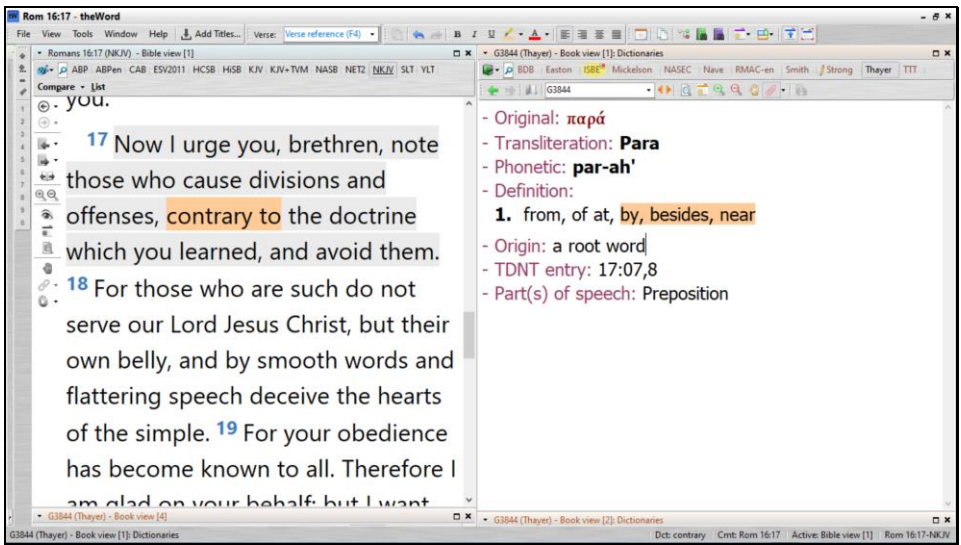 Rom 16:17 - theWord
File View Tools Window Help Add Titles... Verse: Verse reference (F4) B I U A
Romans 16:17 (NKJV) - Bible view [1]
ABP ABPen CAB ESV2011 HCSB HiSB KJV KJV+TVM NASB NET2 NKJV SLT YLT
Compare List
you.
17 Now I urge you, brethren, note
those who cause divisions and
offenses, contrary to the doctrine
which you learned, and avoid them.
18 For those who are such do not
serve our Lord Jesus Christ, but their
own belly, and by smooth words and
flattering speech deceive the hearts
of the simple. 19 For your obedience
has become known to all. Therefore I
am glad on your behalf; but I want
G3844 (Thayer) - Book view [4]
G3844 (Thayer) - Book view [1]: Dictionaries
BDB Easton ISBE Mickelson NASEC Nave RMAC-en Smith Strong Thayer TTT
G3844
- Original: παρά
- Transliteration: Para
- Phonetic: par-ah'
- Definition:
1. from, of at, by, besides, near
- Origin: a root word
- TDNT entry: 17:07,8
- Part(s) of speech: Preposition
G3844 (Thayer) - Book view [2]: Dictionaries
G3844 (Thayer) - Book view [1]: Dictionaries Dct: contrary Cmt: Rom 16:17 Active: Bible view [1] Rom 16:17-NKJV